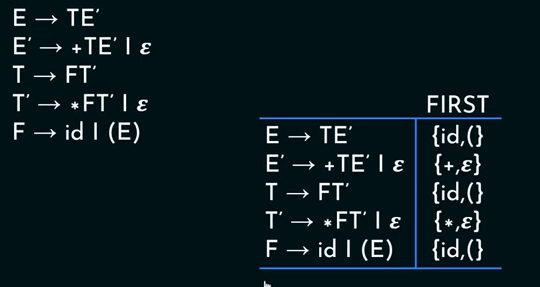 E → TE′
E′ → +TE′ | ε
T → FT′
T′ → *FT′ | ε
F → id | (E)
FIRST
E → TE′ {id,(}
E′ → +TE′ | ε {+,ε}
T → FT′ {id,(}
T′ → *FT′ | ε {*,ε}
F → id | (E) {id,(}